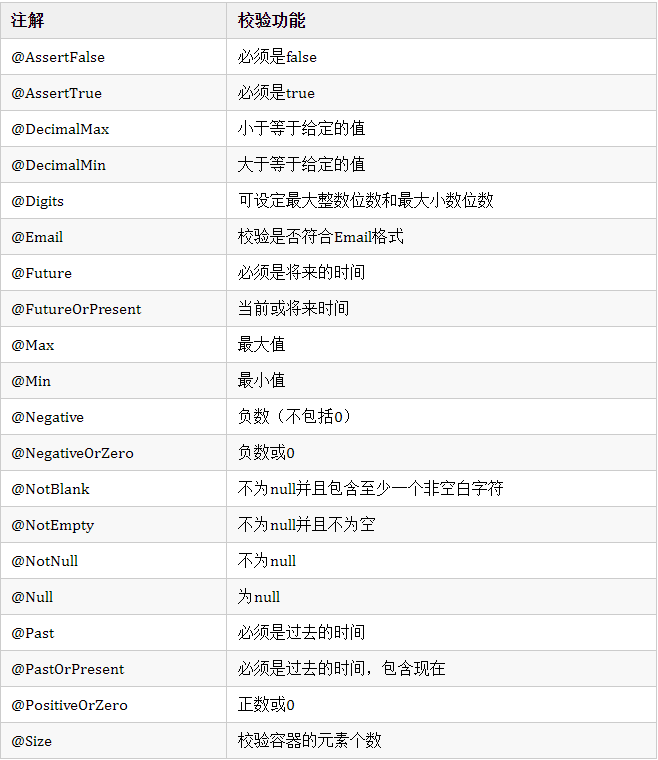 注解 校验功能
@AssertFalse 必须是false
@AssertTrue 必须是true
@DecimalMax 小于等于给定的值
@DecimalMin 大于等于给定的值
@Digits 可设定最大整数位数和最大小数位数
@Email 校验是否符合Email格式
@Future 必须是将来的时间
@FutureOrPresent 当前或将来时间
@Max 最大值
@Min 最小值
@Negative 负数（不包括0）
@NegativeOrZero 负数或0
@NotBlank 不为null并且包含至少一个非空白字符
@NotEmpty 不为null并且不为空
@NotNull 不为null
@Null 为null
@Past 必须是过去的时间
@PastOrPresent 必须是过去的时间，包含现在
@PositiveOrZero 正数或0
@Size 校验容器的元素个数